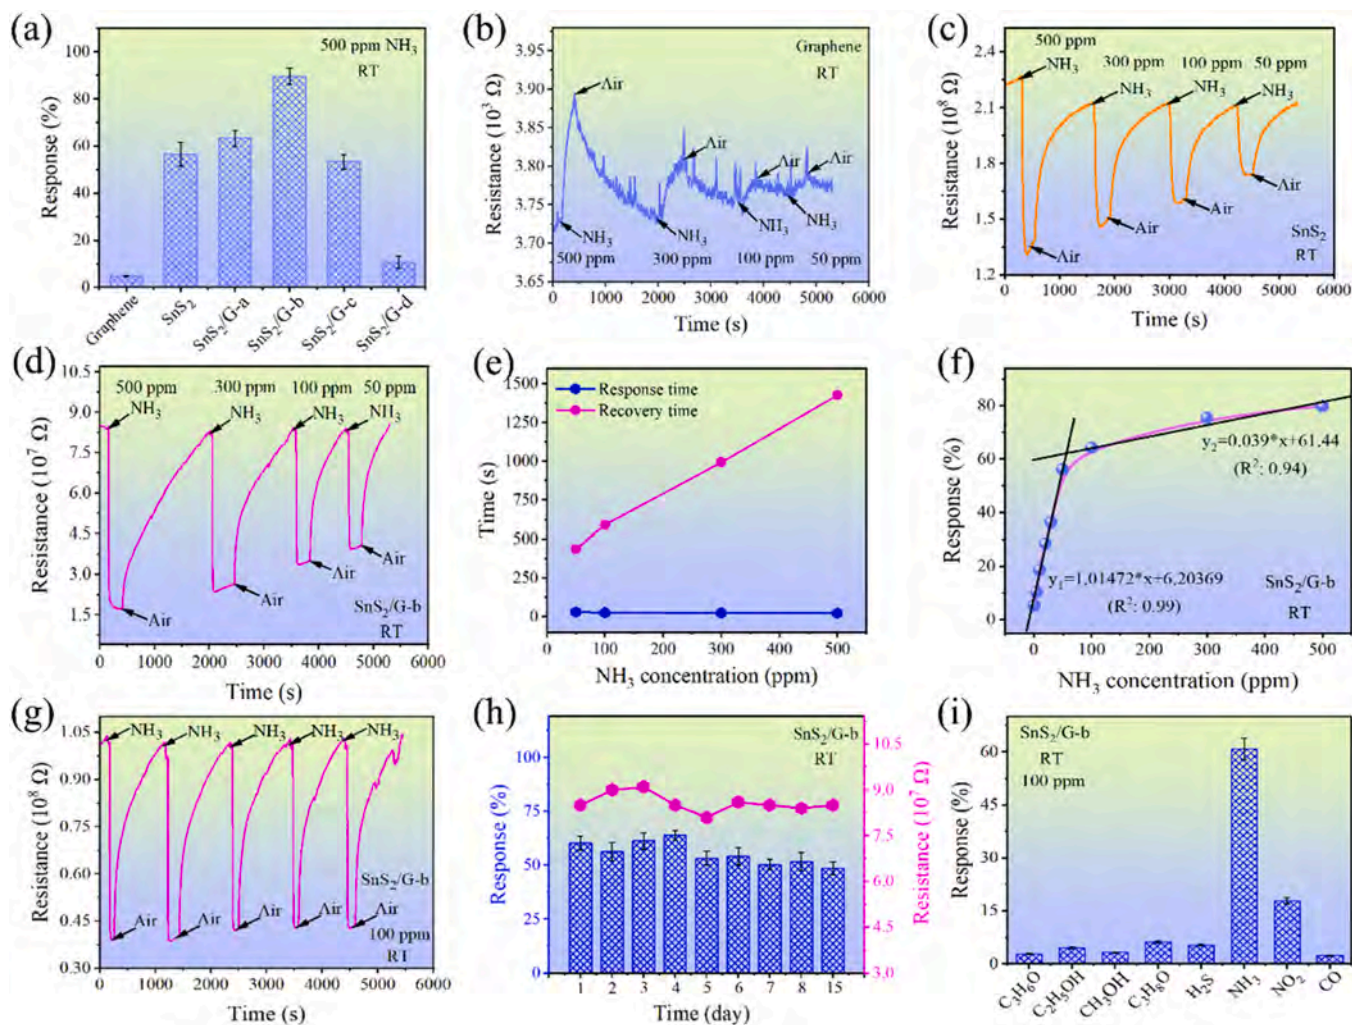 (a)
500 ppm NH3
RT
Response (%)
100
80
60
40
20
0
Graphene
SnS2
SnS2/G-a
SnS2/G-b
SnS2/G-c
SnS2/G-d
(b)
Graphene
RT
Resistance (10³ Ω)
3.95
3.90
3.85
3.80
3.75
3.70
3.65
Air
Air
Air
Air
NH3
NH3
NH3
NH3
500 ppm
300 ppm
100 ppm
50 ppm
0 1000 2000 3000 4000 5000 6000
Time (s)
(c)
500 ppm
300 ppm
100 ppm
50 ppm
NH3
NH3
NH3
NH3
Resistance (10⁸ Ω)
2.4
2.1
1.8
1.5
1.2
Air
Air
Air
Air
SnS2
RT
0 1000 2000 3000 4000 5000 6000
Time (s)
(d)
500 ppm
300 ppm
100 ppm
50 ppm
NH3
NH3
NH3
NH3
Resistance (10⁷ Ω)
10.5
9.0
7.5
6.0
4.5
3.0
1.5
Air
Air
Air
Air
SnS2/G-b
RT
0 1000 2000 3000 4000 5000 6000
Time (s)
(e)
Response time
Recovery time
Time (s)
1500
1250
1000
750
500
250
0
0 100 200 300 400 500
NH3 concentration (ppm)
(f)
Response (%)
80
60
40
20
0
y2=0.039*x+61.44
(R²: 0.94)
y1=1.01472*x+6.20369
(R²: 0.99)
SnS2/G-b
RT
0 100 200 300 400 500
NH3 concentration (ppm)
(g)
NH3
NH3
NH3
NH3
NH3
Resistance (10⁸ Ω)
1.05
0.90
0.75
0.60
0.45
0.30
Air
Air
Air
Air
Air
SnS2/G-b
100 ppm
RT
0 1000 2000 3000 4000 5000 6000
Time (s)
(h)
SnS2/G-b
RT
Response (%)
100
75
50
25
0
Resistance (10⁷ Ω)
10.5
9.0
7.5
6.0
4.5
3.0
1 2 3 4 5 6 7 8 15
Time (day)
(i)
SnS2/G-b
RT
100 ppm
Response (%)
60
45
30
15
0
C3H6O
C2H5OH
CH3OH
C3H8O
H2S
NH3
NO2
CO